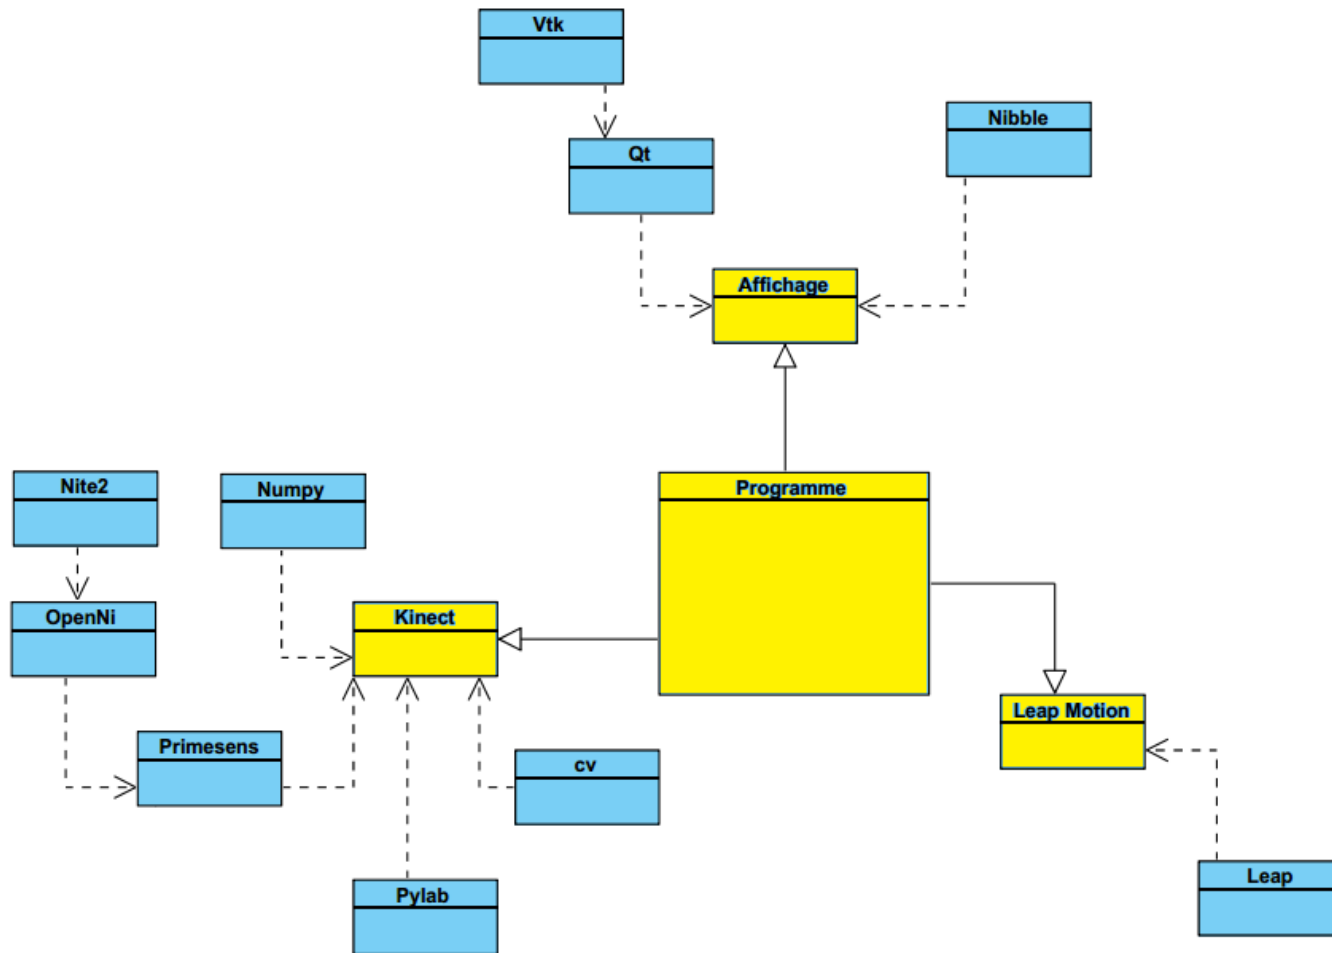 Vtk
Nibble
Qt
Affichage
Nite2
Numpy
Programme
OpenNi
Kinect
Leap Motion
Primesens
cv
Leap
Pylab